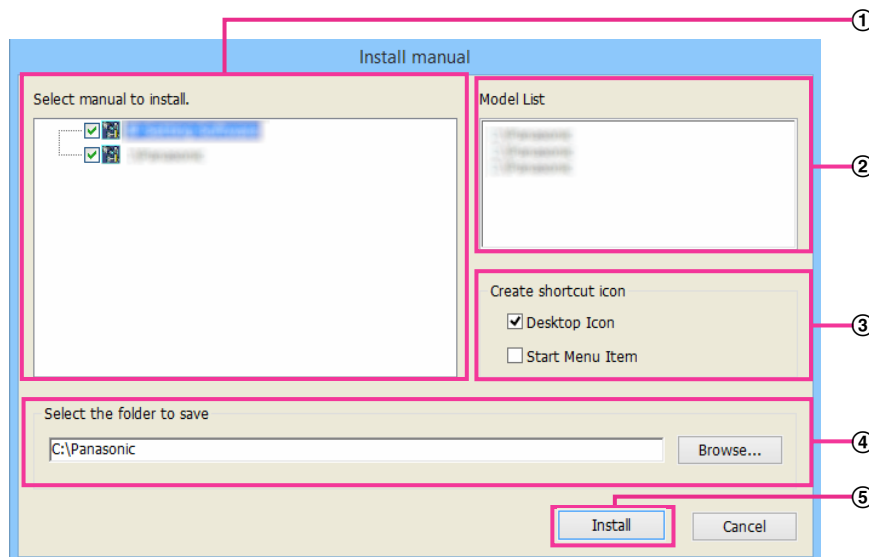 ①
Install manual
Select manual to install.
Model List
②
Create shortcut icon
Desktop Icon
Start Menu Item
③
Select the folder to save
C:\Panasonic
Browse...
④
⑤
Install
Cancel